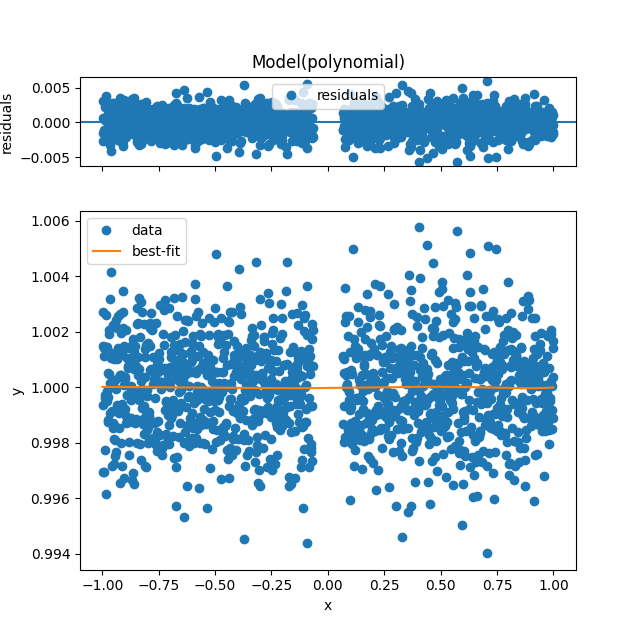 Model(polynomial)
0.005
0.000
−0.005
residuals
residuals
data
best-fit
1.006
1.004
1.002
1.000
0.998
0.996
0.994
y
−1.00 −0.75 −0.50 −0.25 0.00 0.25 0.50 0.75 1.00
x